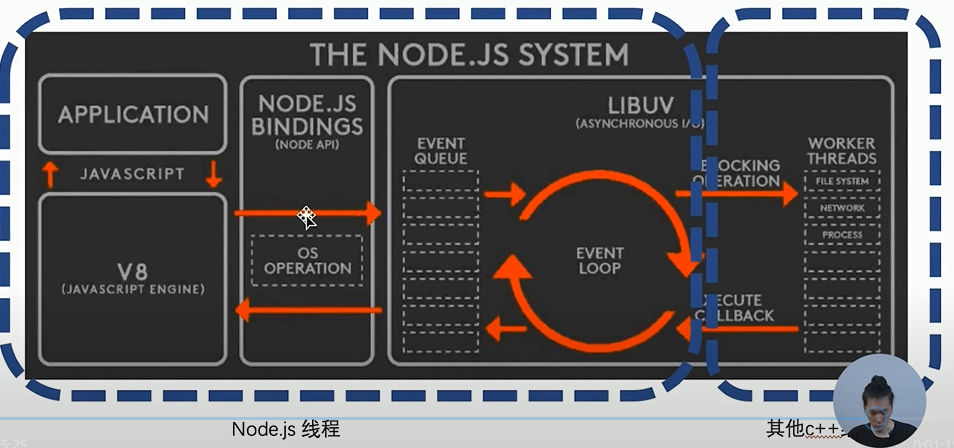 THE NODE.JS SYSTEM
APPLICATION
JAVASCRIPT
V8
(JAVASCRIPT ENGINE)
NODE.JS
BINDINGS
(NODE API)
OS
OPERATION
LIBUV
(ASYNCHRONOUS I/O)
EVENT
QUEUE
EVENT
LOOP
BLOCKING
OPERATION
EXECUTE
CALLBACK
WORKER
THREADS
FILE SYSTEM
NETWORK
PROCESS
Node.js 线程
其他c++
5:25
0:01:1